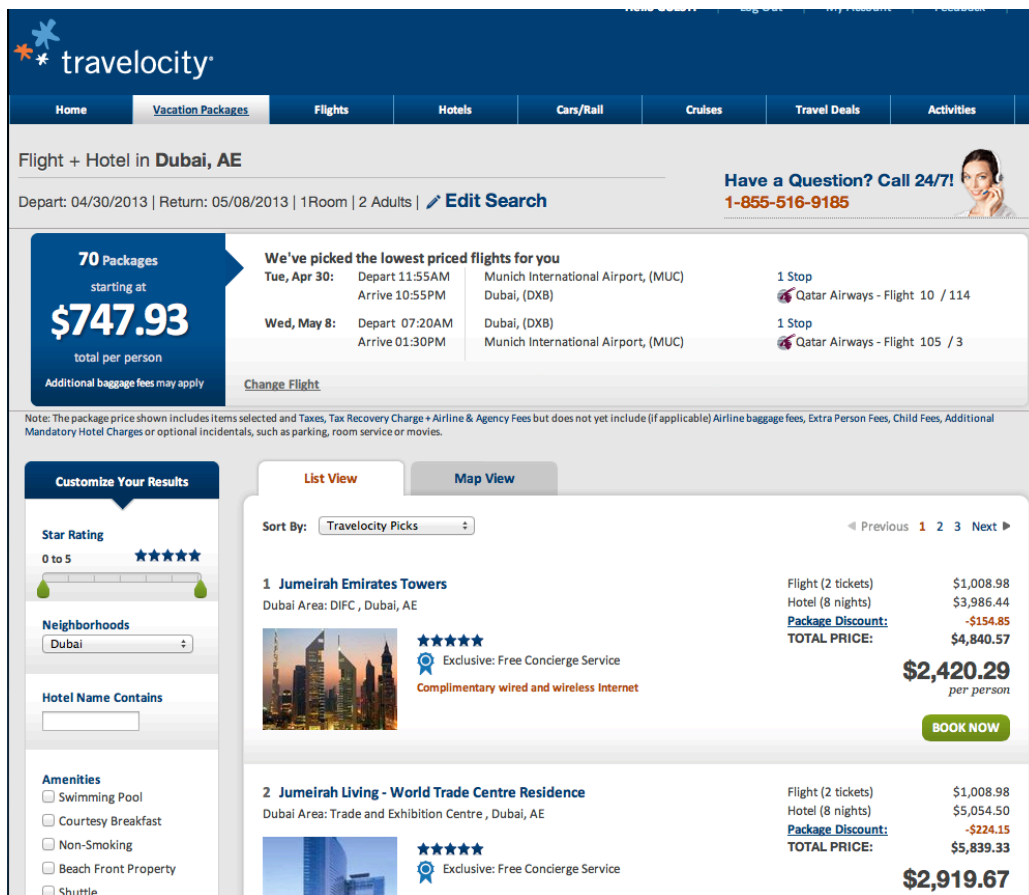 travelocity
Home Vacation Packages Flights Hotels Cars/Rail Cruises Travel Deals Activities
Flight + Hotel in Dubai, AE
Depart: 04/30/2013 | Return: 05/08/2013 | 1Room | 2 Adults | Edit Search
Have a Question? Call 24/7!
1-855-516-9185
70 Packages
starting at
$747.93
total per person
Additional baggage fees may apply
We've picked the lowest priced flights for you
Tue, Apr 30: Depart 11:55AM Munich International Airport, (MUC) 1 Stop
Arrive 10:55PM Dubai, (DXB) Qatar Airways - Flight 10 / 114
Wed, May 8: Depart 07:20AM Dubai, (DXB) 1 Stop
Arrive 01:30PM Munich International Airport, (MUC) Qatar Airways - Flight 105 / 3
Change Flight
Note: The package price shown includes items selected and Taxes, Tax Recovery Charge + Airline & Agency Fees but does not yet include (if applicable) Airline baggage fees, Extra Person Fees, Child Fees, Additional
Mandatory Hotel Charges or optional incidentals, such as parking, room service or movies.
Customize Your Results
Star Rating
0 to 5
Neighborhoods
Dubai
Hotel Name Contains
Amenities
Swimming Pool
Courtesy Breakfast
Non-Smoking
Beach Front Property
Shuttle
List View Map View
Sort By: Travelocity Picks Previous 1 2 3 Next
1 Jumeirah Emirates Towers
Dubai Area: DIFC , Dubai, AE
Exclusive: Free Concierge Service
Complimentary wired and wireless Internet
Flight (2 tickets) $1,008.98
Hotel (8 nights) $3,986.44
Package Discount: -$154.85
TOTAL PRICE: $4,840.57
$2,420.29
per person
BOOK NOW
2 Jumeirah Living - World Trade Centre Residence
Dubai Area: Trade and Exhibition Centre , Dubai, AE
Exclusive: Free Concierge Service
Flight (2 tickets) $1,008.98
Hotel (8 nights) $5,054.50
Package Discount: -$224.15
TOTAL PRICE: $5,839.33
$2,919.67